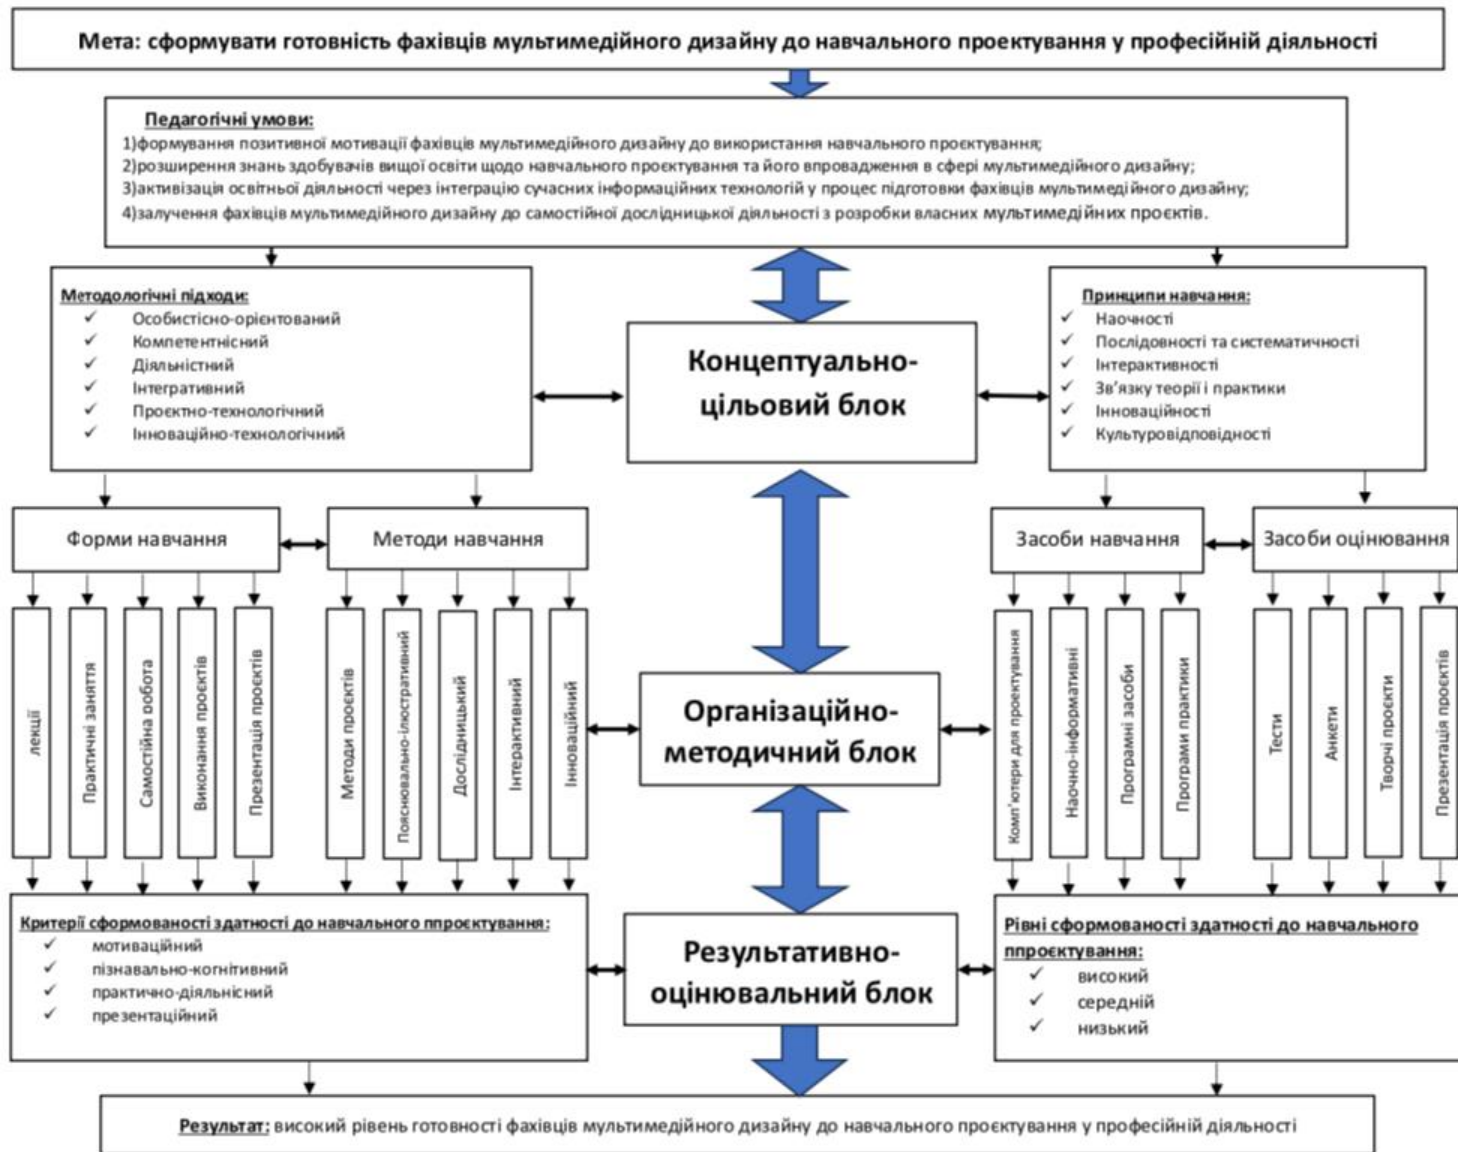 Мета: сформувати готовність фахівців мультимедійного дизайну до навчального проектування у професійній діяльності
Педагогічні умови:
1)формування позитивної мотивації фахівців мультимедійного дизайну до використання навчального проєктування;
2)розширення знань здобувачів вищої освіти щодо навчального проєктування та його впровадження в сфері мультимедійного дизайну;
3)активізація освітньої діяльності через інтеграцію сучасних інформаційних технологій у процес підготовки фахівців мультимедійного дизайну;
4)залучення фахівців мультимедійного дизайну до самостійної дослідницької діяльності з розробки власних мультимедійних проєктів.
Методологічні підходи:
✓ Особистісно-орієнтований
✓ Компетентнісний
✓ Діяльністний
✓ Інтегративний
✓ Проєктно-технологічний
✓ Інноваційно-технологічний
Концептуально-
цільовий блок
Принципи навчання:
✓ Наочності
✓ Послідовності та систематичності
✓ Інтерактивності
✓ Зв'язку теорії і практики
✓ Інноваційності
✓ Культуровідповідності
Форми навчання
Методи навчання
Засоби навчання
Засоби оцінювання
лекції
Практичні заняття
Самостійна робота
Виконання проєктів
Презентація проєктів
Методи проєктів
Пояснювально-ілюстративний
Дослідницький
Інтерактивний
Інноваційний
Організаційно-
методичний блок
Комп'ютери для проектування
Наочно-інформативні
Програмні засоби
Програми практики
Тести
Анкети
Творчі проєкти
Презентація проєктів
Критерії сформованості здатності до навчального ппроєктування:
✓ мотиваційний
✓ пізнавально-когнітивний
✓ практично-діяльнісний
✓ презентаційний
Результативно-
оцінювальний блок
Рівні сформованості здатності до навчального
ппроєктування:
✓ високий
✓ середній
✓ низький
Результат: високий рівень готовності фахівців мультимедійного дизайну до навчального проєктування у професійній діяльності